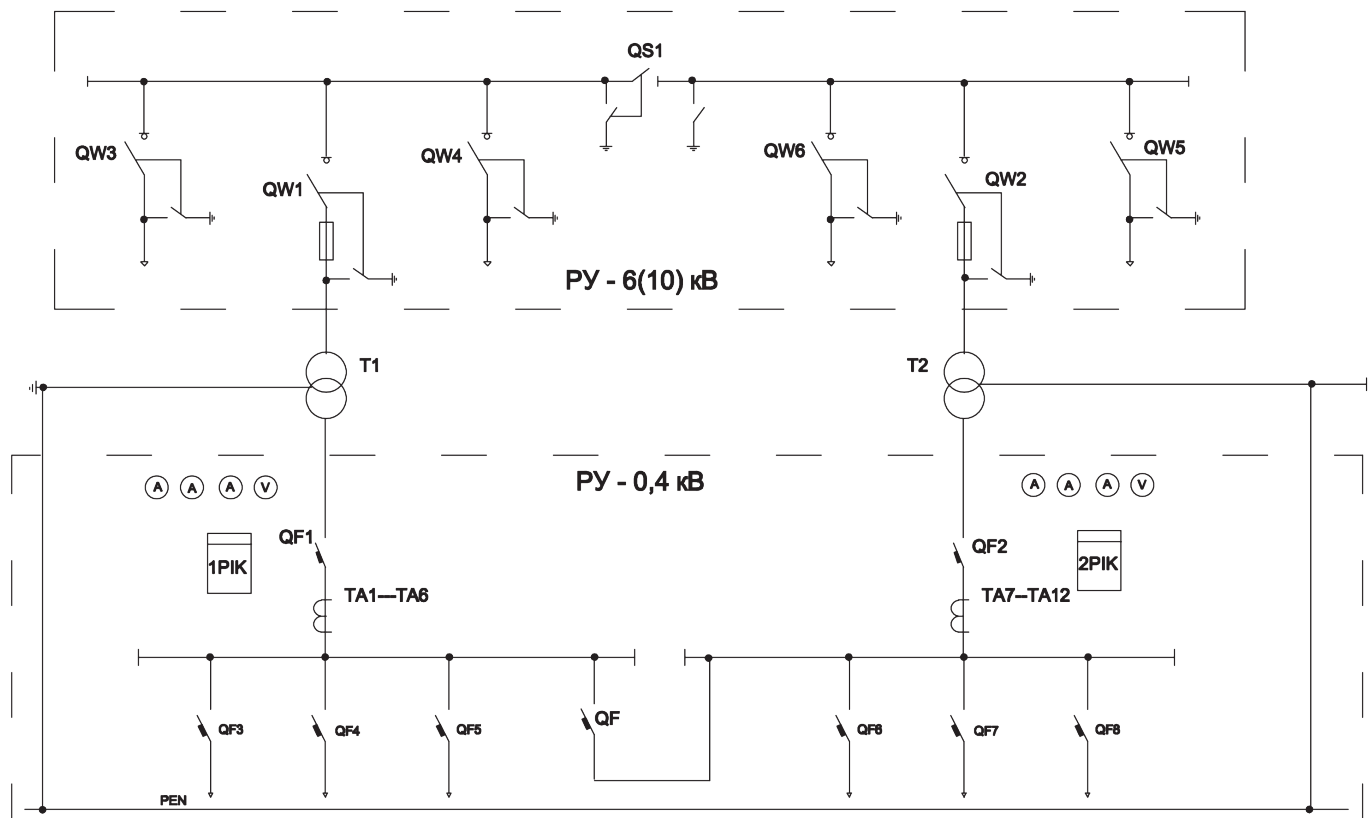 QS1
QW3
QW4
QW6
QW5
QW1
QW2
РУ - 6(10) кВ
T1
T2
РУ - 0,4 кВ
A A A V
A A A V
QF1
QF2
1PIK
2PIK
TA1---TA6
TA7--TA12
QF3
QF4
QF5
QF
QF6
QF7
QF8
PEN